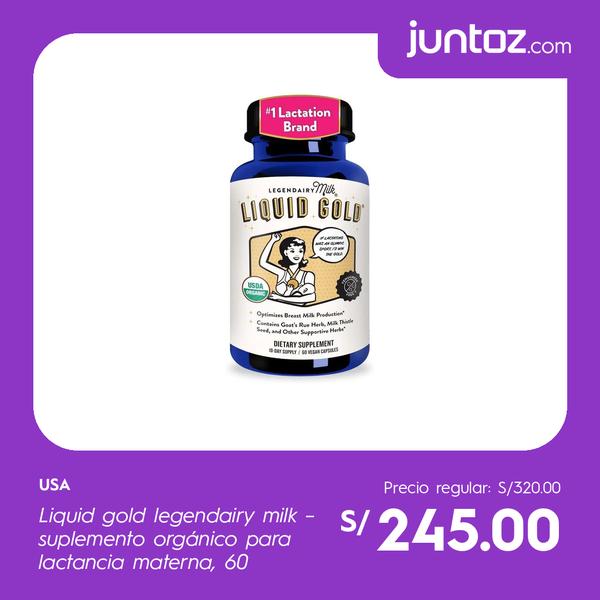 juntoz.com
#1 Lactation
Brand
LEGENDAIRY Milk®
LIQUID GOLD®
IF LACTATING
WAS AN OLYMPIC
SPORT, I'D WIN
THE GOLD.
USDA
ORGANIC
Optimizes Breast Milk Production*
Contains Goat's Rue Herb, Milk Thistle
Seed, and Other Supportive Herbs*
DIETARY SUPPLEMENT
10-DAY SUPPLY / 60 VEGAN CAPSULES
USA
Liquid gold legendairy milk -
suplemento orgánico para
lactancia materna, 60
Precio regular: S/320.00
S/ 245.00